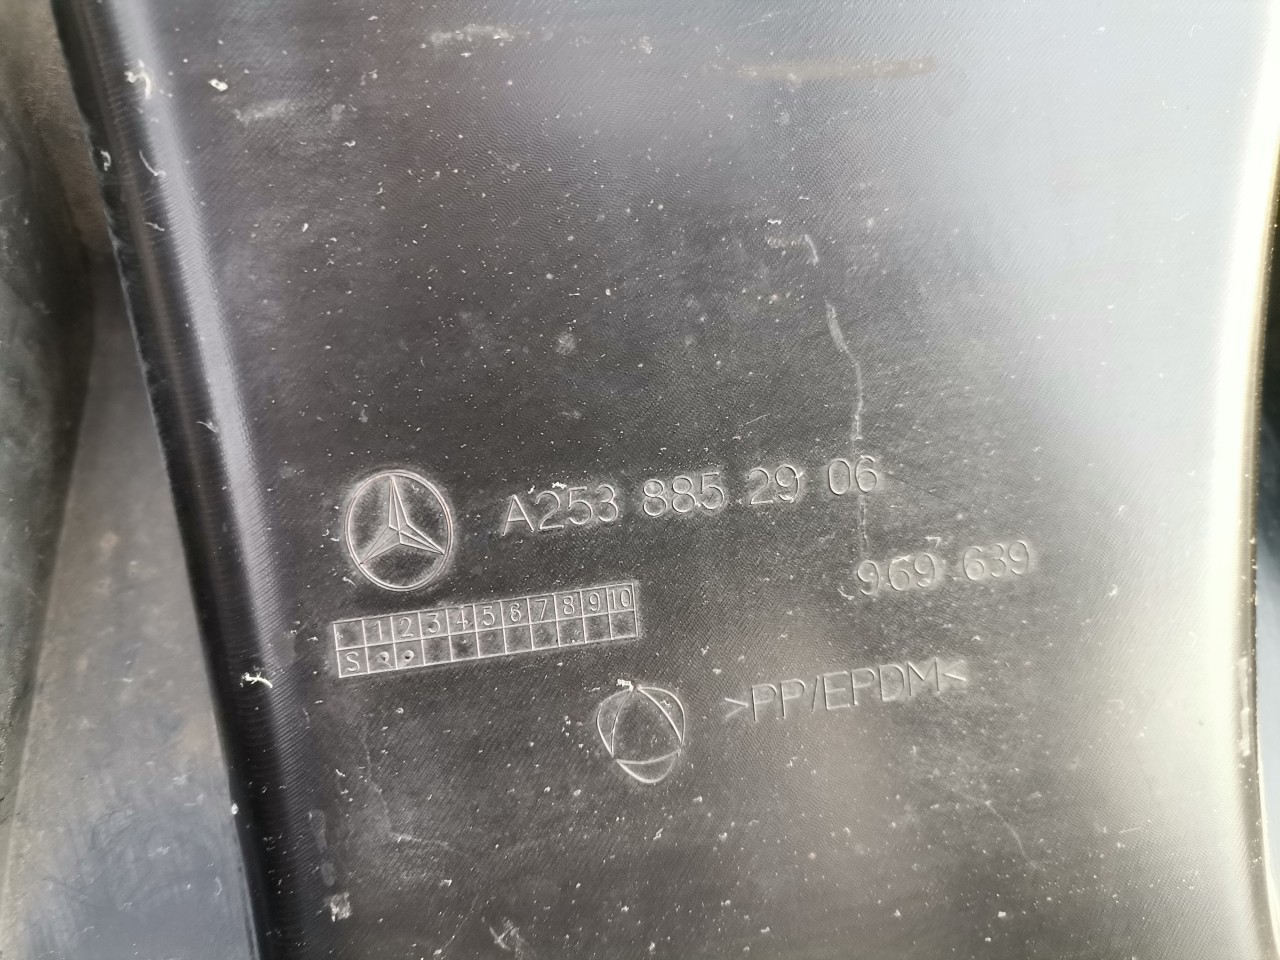 A253 885 29 06
969 639
1 2 3 4 5 6 7 8 9 10
S
>PP/EPDM<